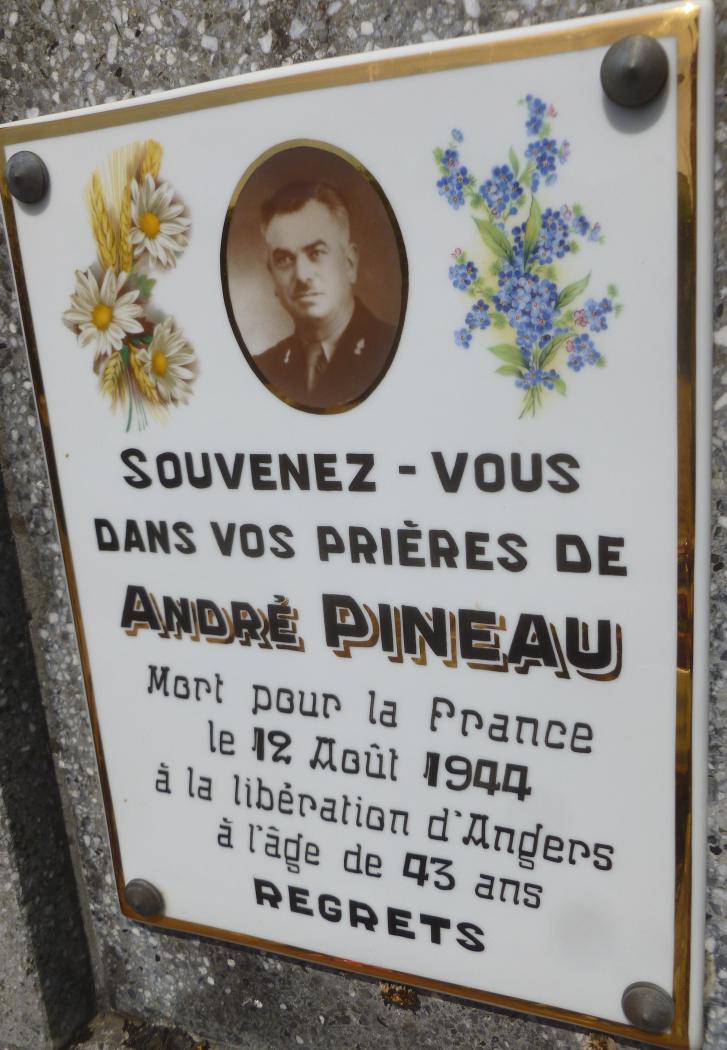 SOUVENEZ - VOUS
DANS VOS PRIÈRES DE
ANDRÉ PINEAU
Mort pour la France
le 12 Août 1944
à la libération d'Angers
à l'âge de 43 ans
REGRETS